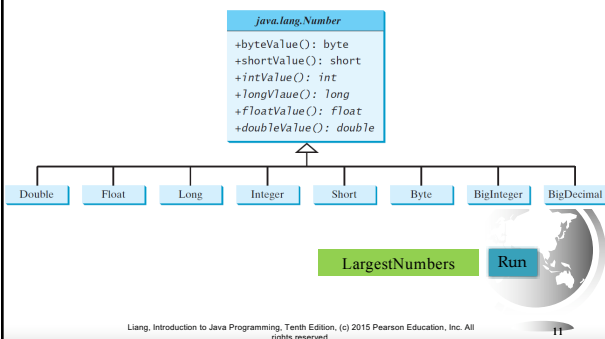 java.lang.Number
+byteValue(): byte
+shortValue(): short
+intValue(): int
+longVlaue(): long
+floatValue(): float
+doubleValue(): double
Double Float Long Integer Short Byte BigInteger BigDecimal
LargestNumbers Run
Liang, Introduction to Java Programming, Tenth Edition, (c) 2015 Pearson Education, Inc. All
rights reserved
11